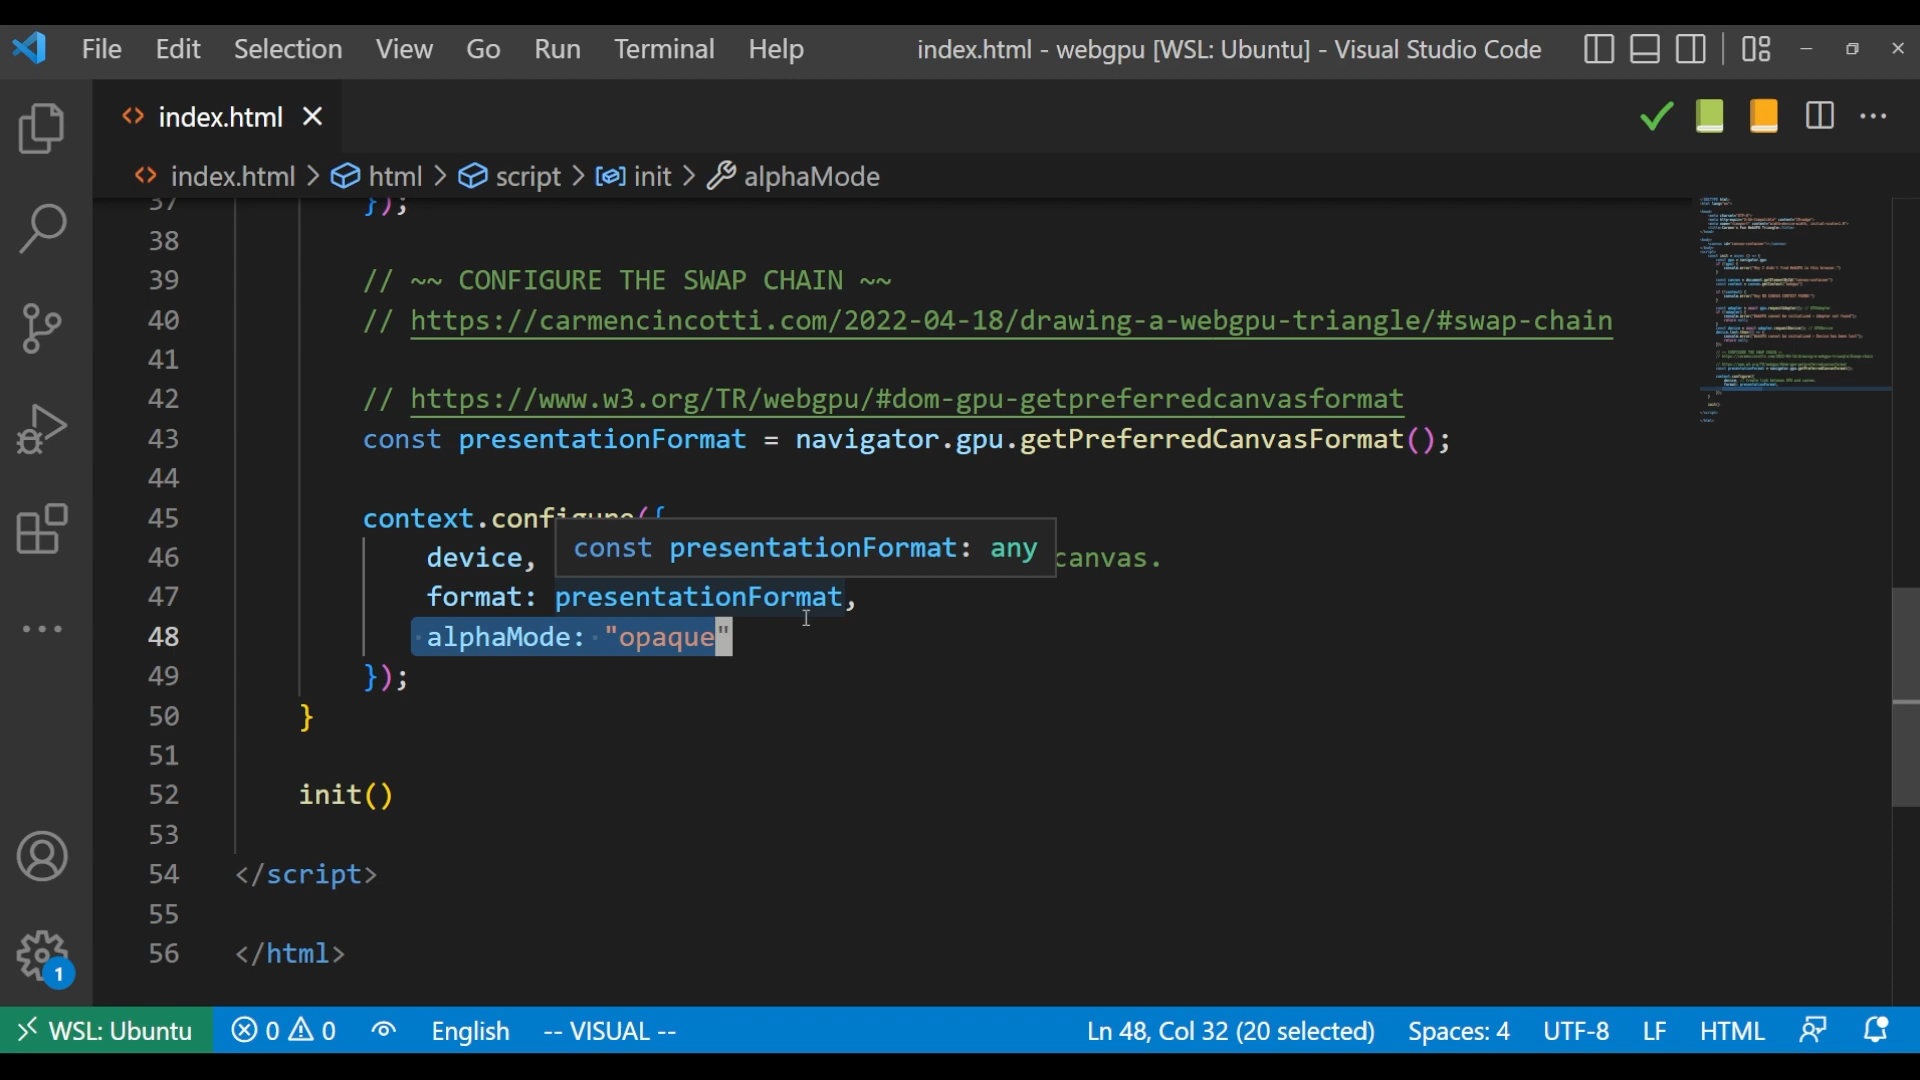 File Edit Selection View Go Run Terminal Help index.html - webgpu [WSL: Ubuntu] - Visual Studio Code
index.html
index.html > html > script > init > alphaMode
37 });
38
39 // ~~ CONFIGURE THE SWAP CHAIN ~~
40 // https://carmencincotti.com/2022-04-18/drawing-a-webgpu-triangle/#swap-chain
41
42 // https://www.w3.org/TR/webgpu/#dom-gpu-getpreferredcanvasformat
43 const presentationFormat = navigator.gpu.getPreferredCanvasFormat();
44
45 context.configure({
const presentationFormat: any
46 device, canvas.
47 format: presentationFormat,
48 alphaMode: "opaque"
49 });
50 }
51
52 init()
53
54 </script>
55
56 </html>
1
WSL: Ubuntu 0 0 English -- VISUAL -- Ln 48, Col 32 (20 selected) Spaces: 4 UTF-8 LF HTML